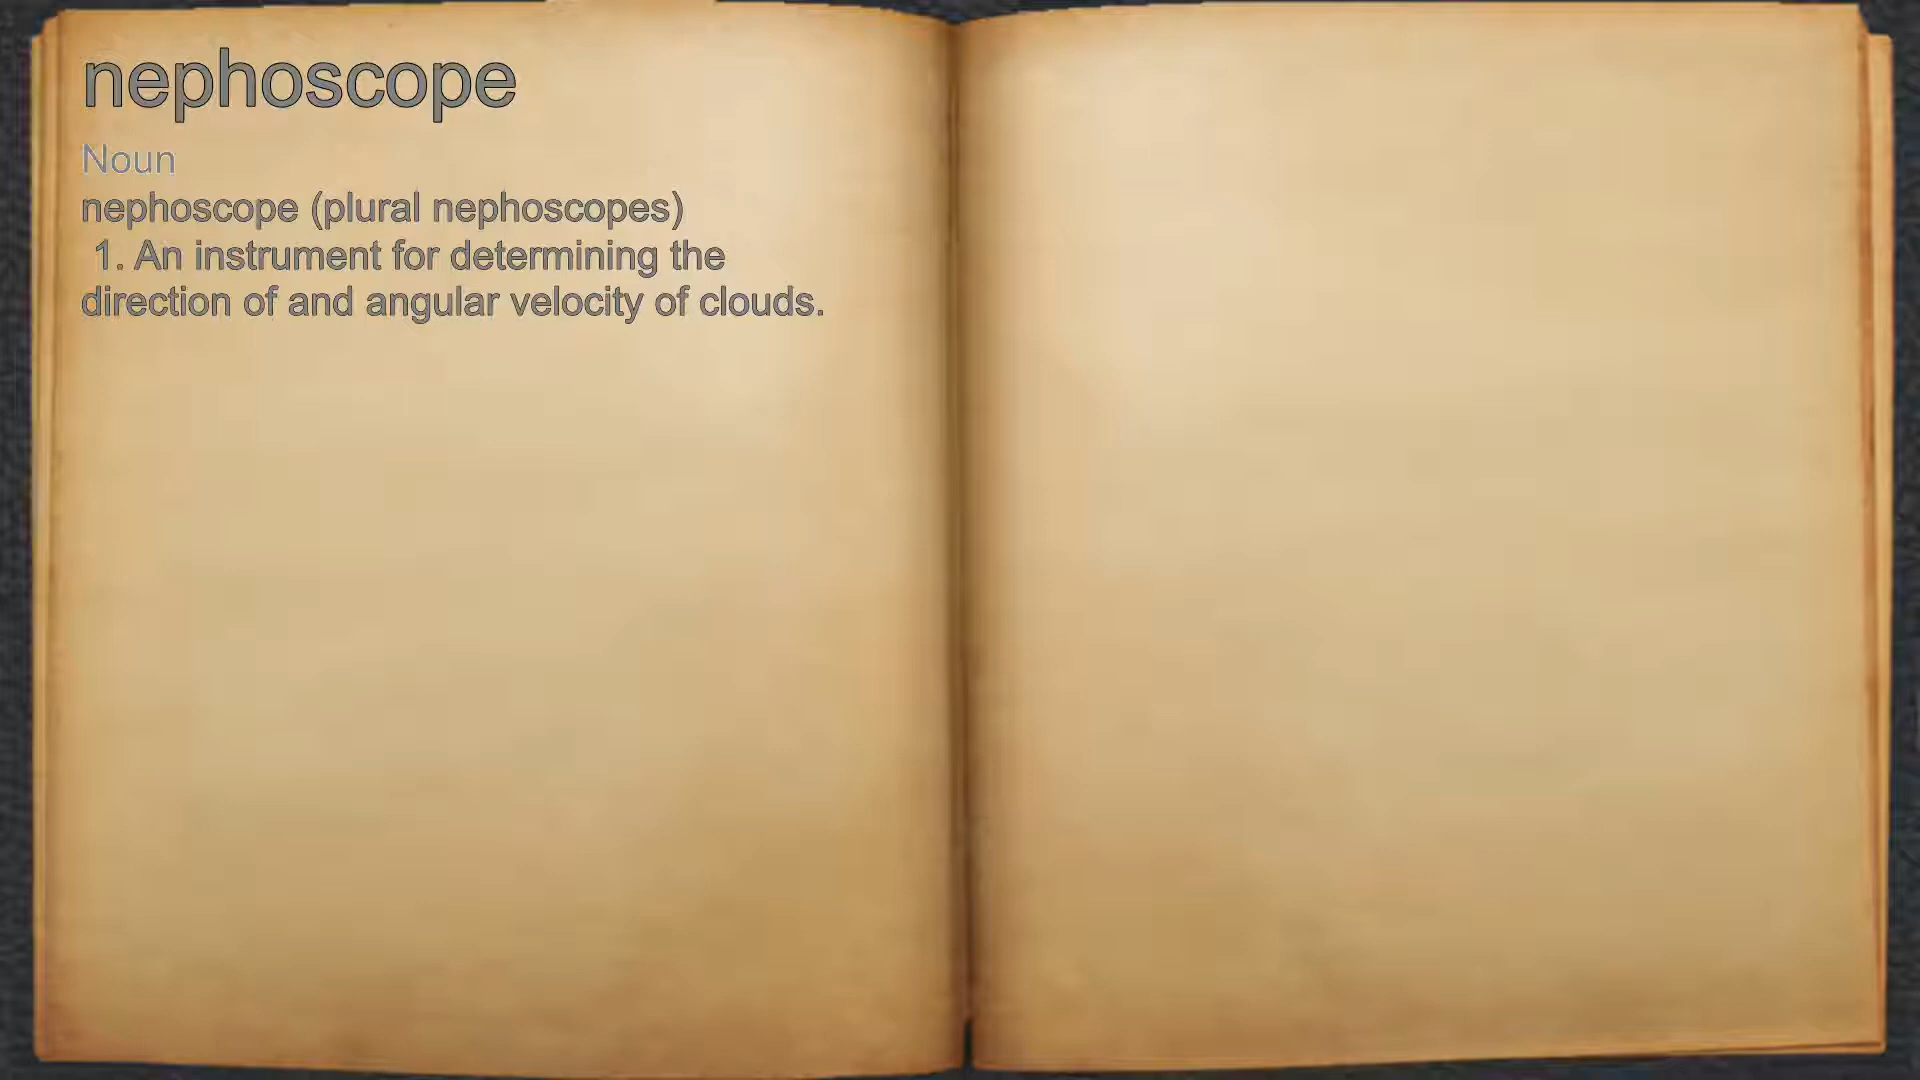 nephoscope
Noun
nephoscope (plural nephoscopes)
1. An instrument for determining the
direction of and angular velocity of clouds.